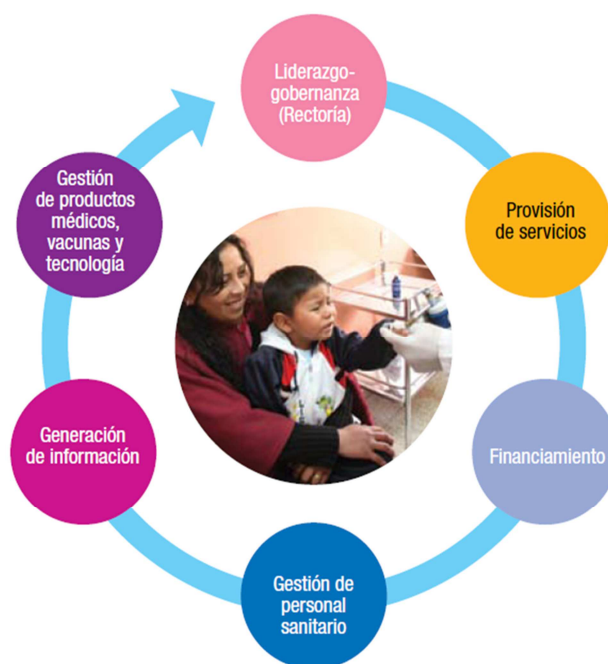 Liderazgo-
gobernanza
(Rectoría)
Provisión
de servicios
Financiamiento
Gestión de
personal
sanitario
Generación
de información
Gestión
de productos
médicos,
vacunas y
tecnología